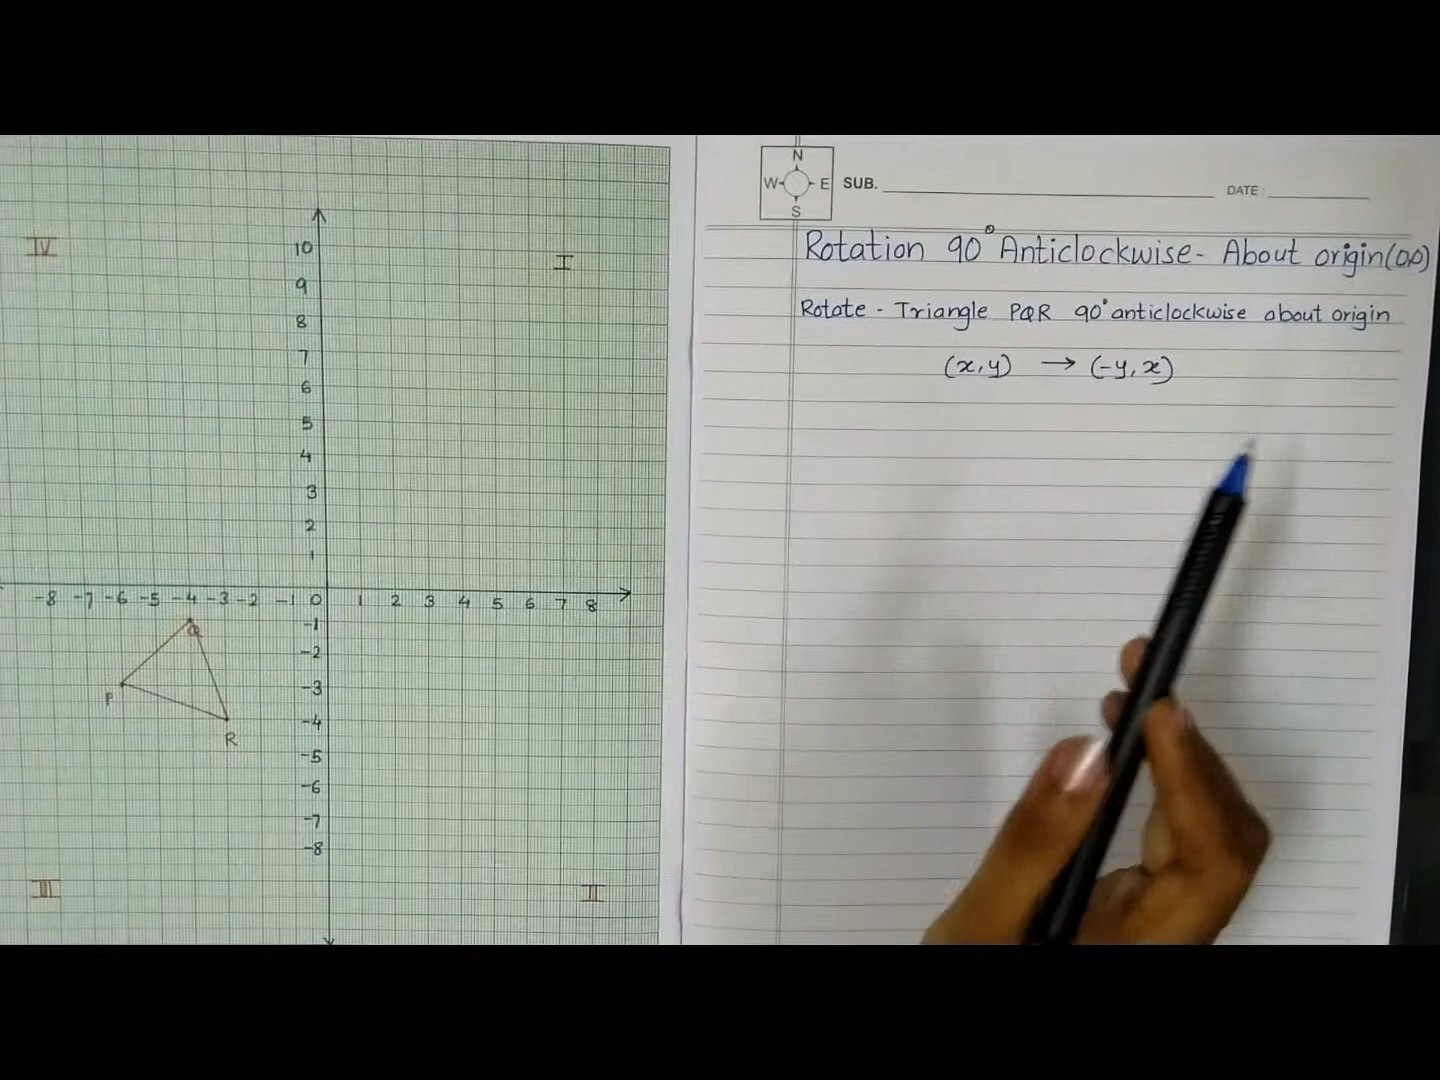 N
W E SUB. DATE:
S
Rotation 90° Anticlockwise - About origin(0,0)
Rotate - Triangle PQR 90° anticlockwise about origin
(x,y) → (-y,x)
IV
I
10
9
8
7
6
5
4
3
2
1
-8 -7 -6 -5 -4 -3 -2 -1 0 1 2 3 4 5 6 7 8
-1
Q
-2
-3
P
-4
R
-5
-6
-7
-8
III
II